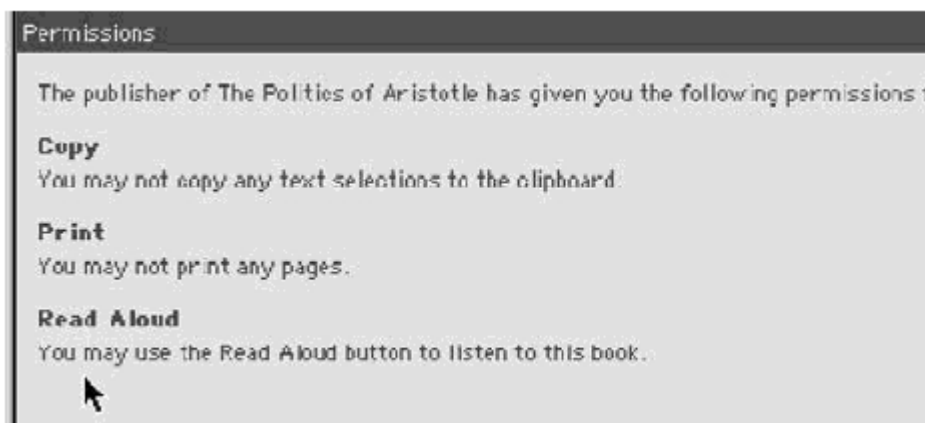 Permissions
The publisher of The Politics of Aristotle has given you the following permissions
Copy
You may not copy any text selections to the clipboard.
Print
You may not print any pages.
Read Aloud
You may use the Read Aloud button to listen to this book.